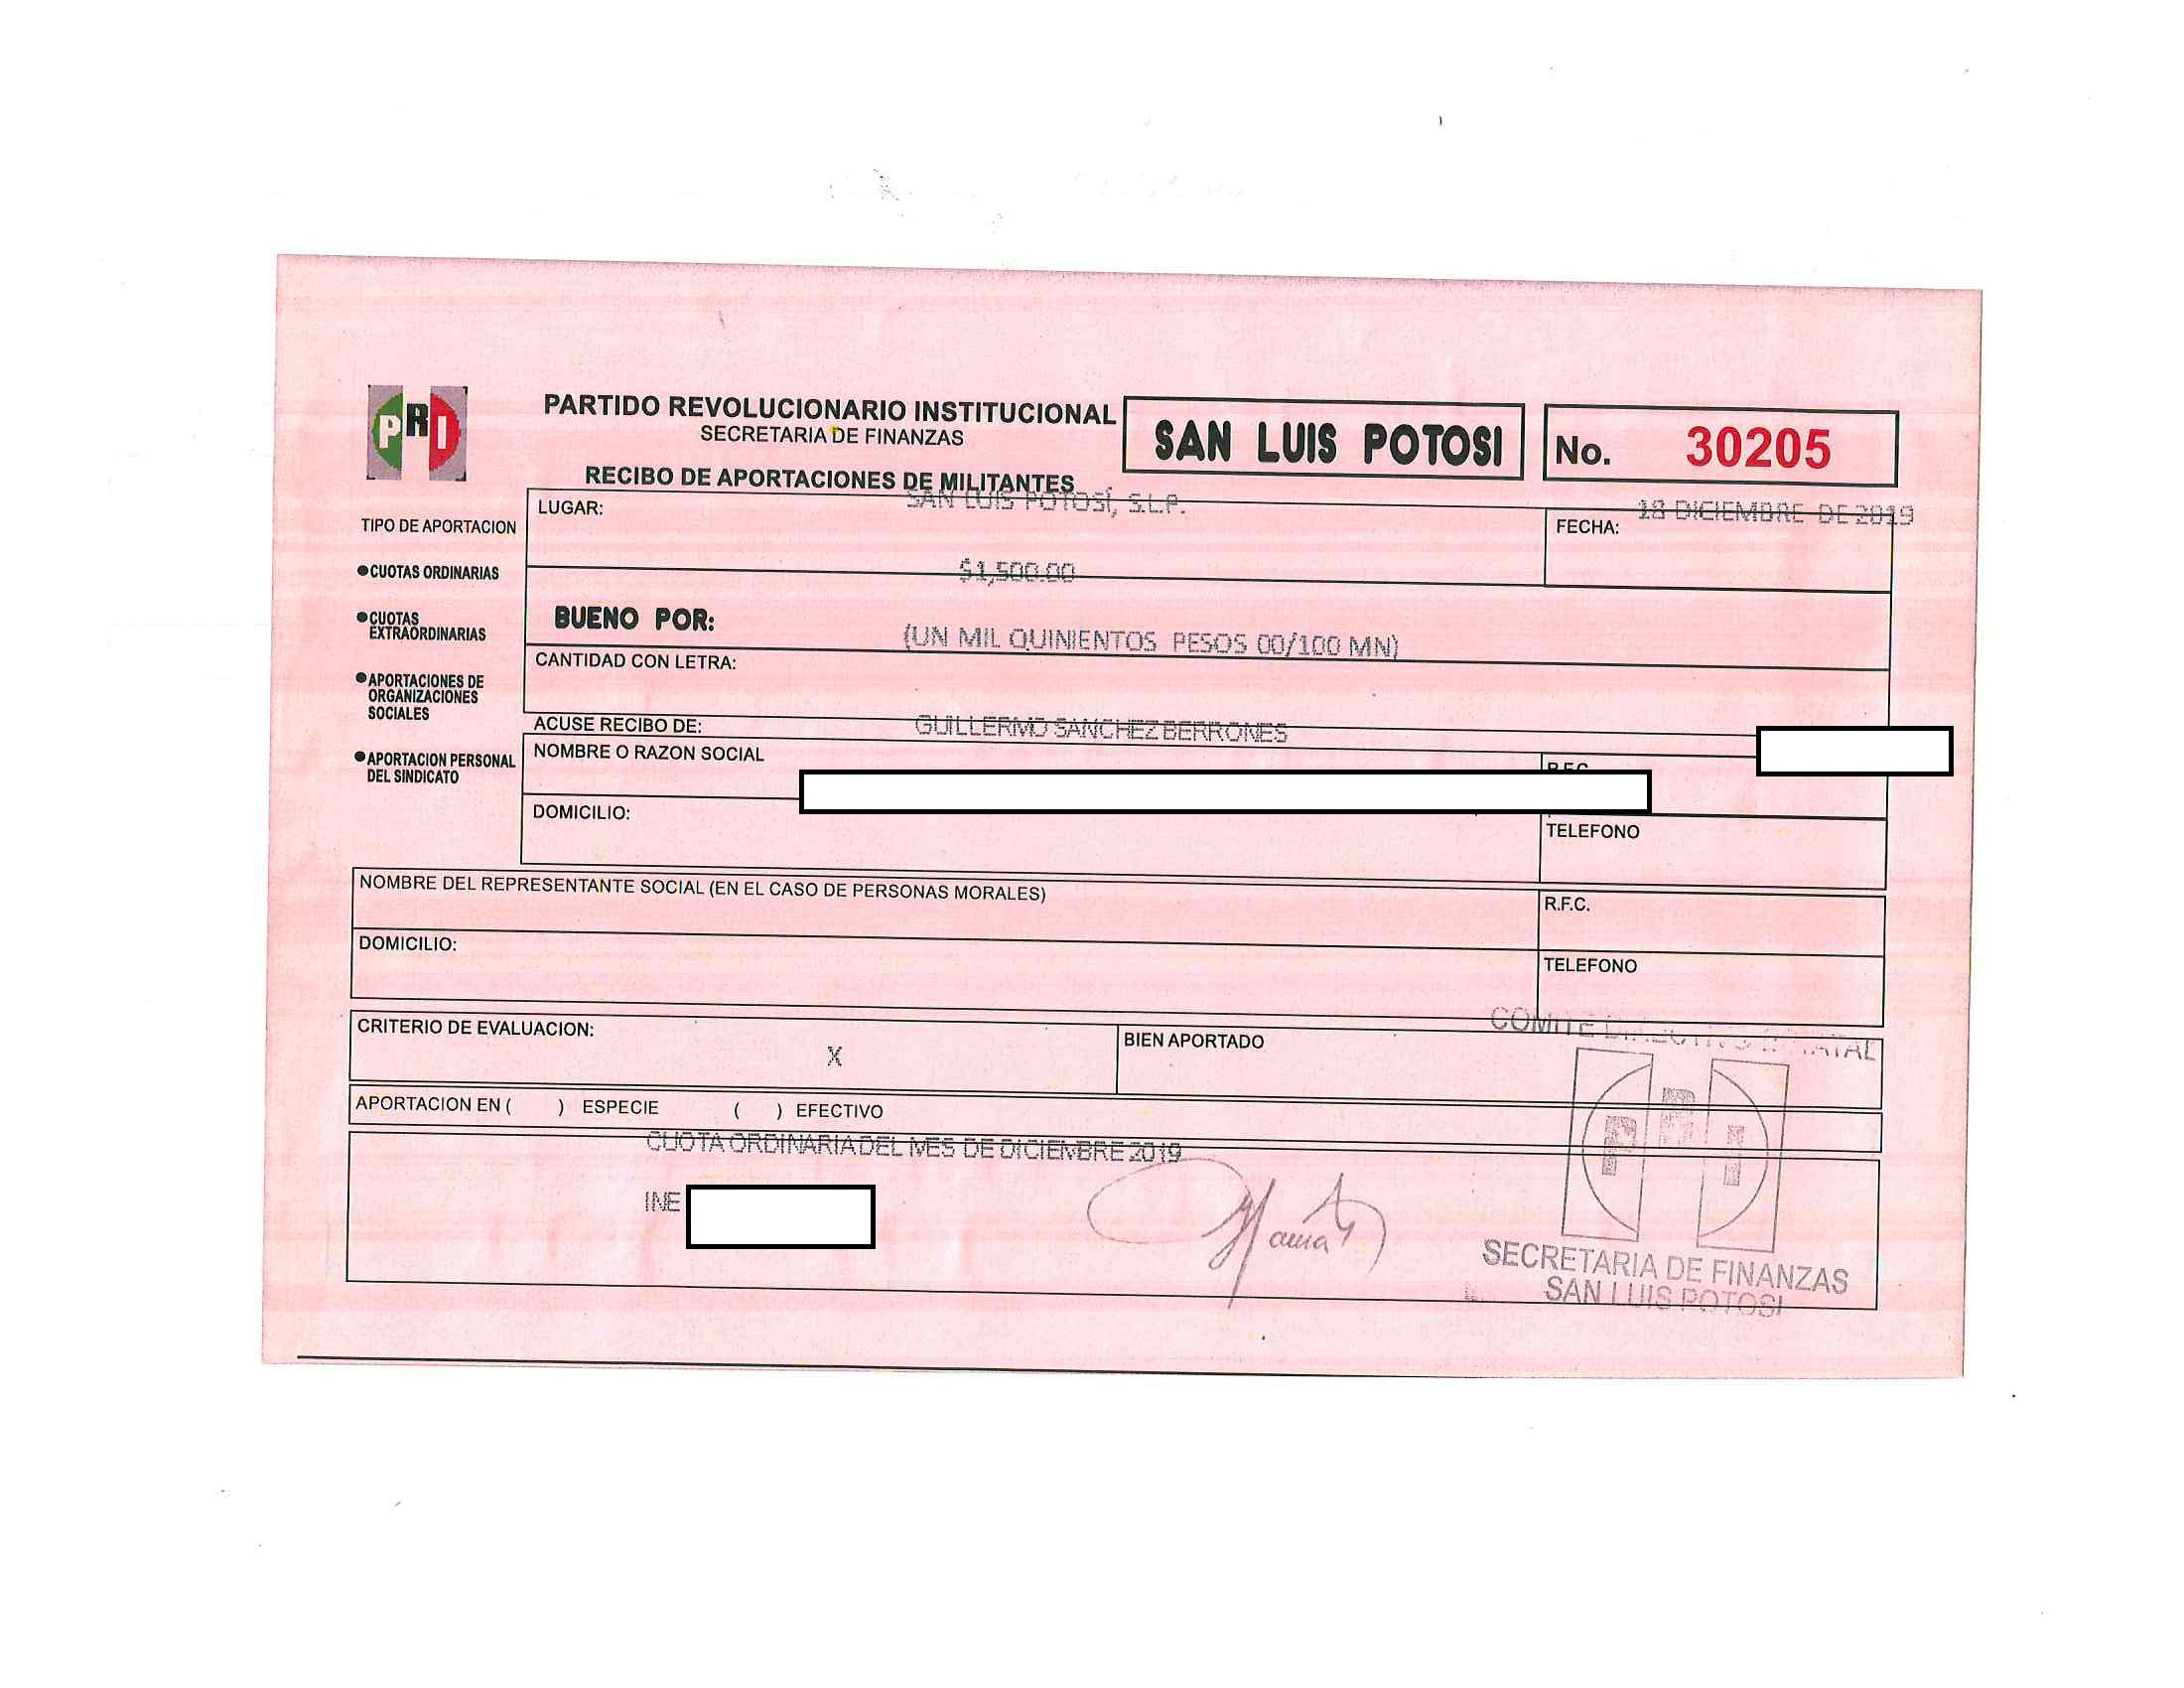 PRI
PARTIDO REVOLUCIONARIO INSTITUCIONAL
SECRETARIA DE FINANZAS
RECIBO DE APORTACIONES DE MILITANTES
SAN LUIS POTOSI
No. 30205
TIPO DE APORTACION
●CUOTAS ORDINARIAS
●CUOTAS
EXTRAORDINARIAS
●APORTACIONES DE
ORGANIZACIONES
SOCIALES
●APORTACION PERSONAL
DEL SINDICATO
LUGAR: SAN LUIS POTOSÍ, S.L.P.
FECHA: 18 DICIEMBRE DE 2019
$1,500.00
BUENO POR:
(UN MIL QUINIENTOS PESOS 00/100 MN)
CANTIDAD CON LETRA:
ACUSE RECIBO DE: GUILLERMO SANCHEZ BERRONES
NOMBRE O RAZON SOCIAL
R.F.C.
DOMICILIO:
TELEFONO
NOMBRE DEL REPRESENTANTE SOCIAL (EN EL CASO DE PERSONAS MORALES)
R.F.C.
DOMICILIO:
TELEFONO
CRITERIO DE EVALUACION:
X
BIEN APORTADO
COMITE DIRECTIVO ESTATAL
APORTACION EN ( ) ESPECIE ( ) EFECTIVO
CUOTA ORDINARIA DEL MES DE DICIEMBRE 2019
INE
PRI
SECRETARIA DE FINANZAS
SAN LUIS POTOSI